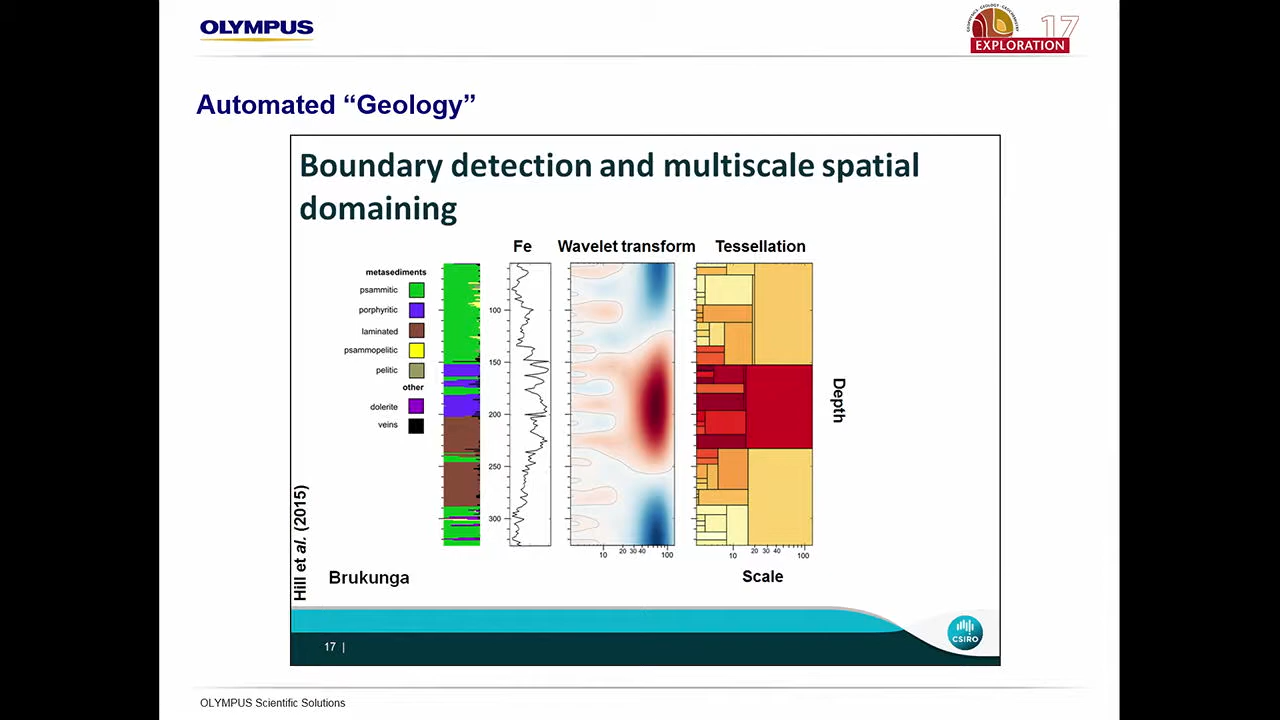 OLYMPUS
17
EXPLORATION
Automated “Geology”
Boundary detection and multiscale spatial
domaining
Fe
Wavelet transform
Tessellation
metasediments
psammitic
porphyritic
laminated
psammopelitic
pelitic
other
dolerite
veins
100
150
200
250
300
10 20 30 40 100
10 20 30 40 100
Depth
Scale
Hill et al. (2015)
Brukunga
17 |
CSIRO
OLYMPUS Scientific Solutions